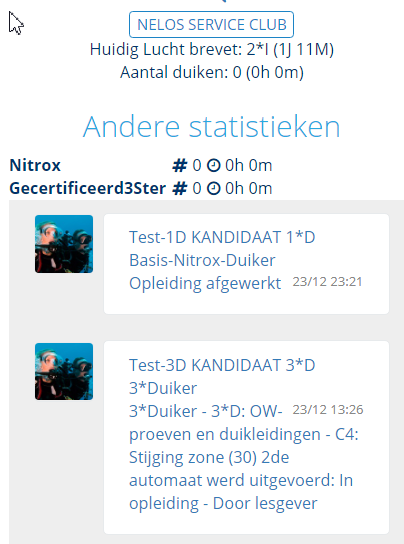 NELOS SERVICE CLUB
Huidig Lucht brevet: 2*I (1J 11M)
Aantal duiken: 0 (0h 0m)
Andere statistieken
Nitrox # 0 0h 0m
Gecertificeerd3Ster # 0 0h 0m
Test-1D KANDIDAAT 1*D
Basis-Nitrox-Duiker
Opleiding afgewerkt 23/12 23:21
Test-3D KANDIDAAT 3*D
3*Duiker
3*Duiker - 3*D: OW- 23/12 13:26
proeven en duikleidingen - C4:
Stijging zone (30) 2de
automaat werd uitgevoerd: In
opleiding - Door lesgever